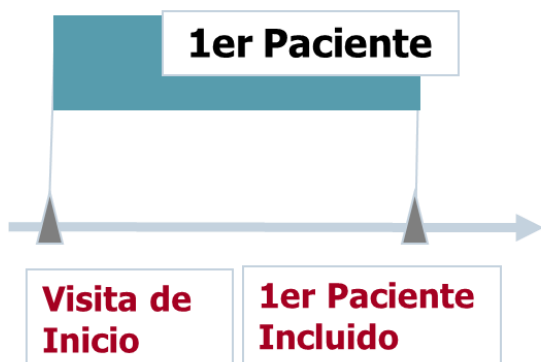 1er Paciente
Visita de
Inicio
1er Paciente
Incluido